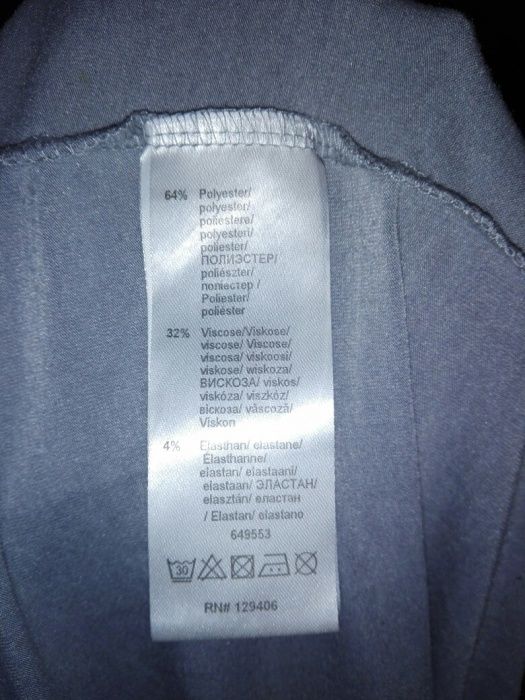 64% Polyester/
polyester/
poliestere/
polyesteri/
poliester/
ПОЛИЭСТЕР/
poliészter/
поліестер /
Poliester/
poliéster
32% Viscose/Viskose/
viscose/ Viscose/
viscosa/ viskoosi/
viskose/ wiskoza/
ВИСКОЗА/ viskos/
viskóza/ viszkóz/
віскоза/ vâscoză/
Viskon
4% Elasthan/ elastane/
Élasthanne/
elastan/ elastaani/
elastaan/ ЭЛАСТАН/
elasztán/ еластан
/ Elastan/ elastano
649553
30
RN# 129406